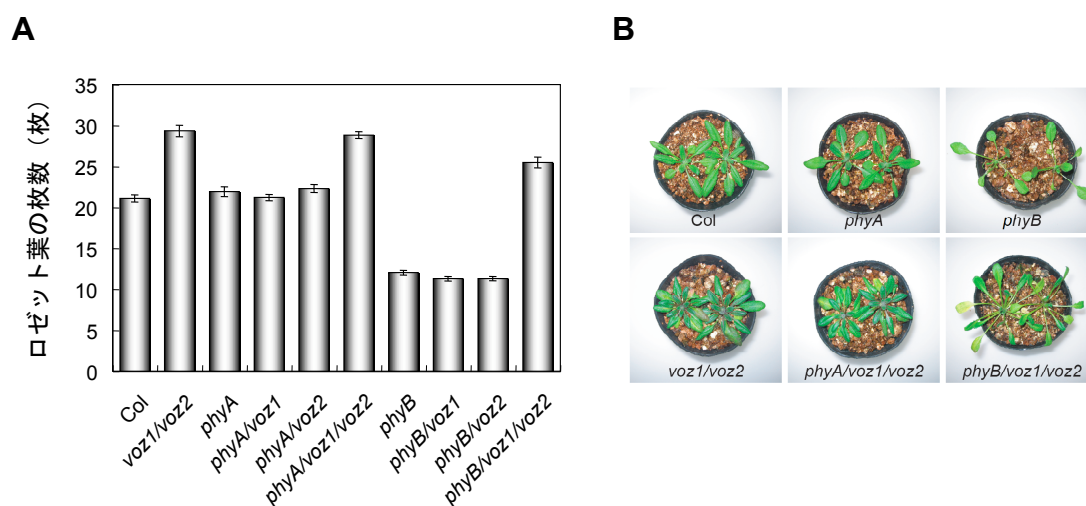 A
B
ロゼット葉の枚数（枚）
35
30
25
20
15
10
5
0
Col
voz1/voz2
phyA
phyA/voz1
phyA/voz2
phyA/voz1/voz2
phyB
phyB/voz1
phyB/voz2
phyB/voz1/voz2
Col
phyA
phyB
voz1/voz2
phyA/voz1/voz2
phyB/voz1/voz2